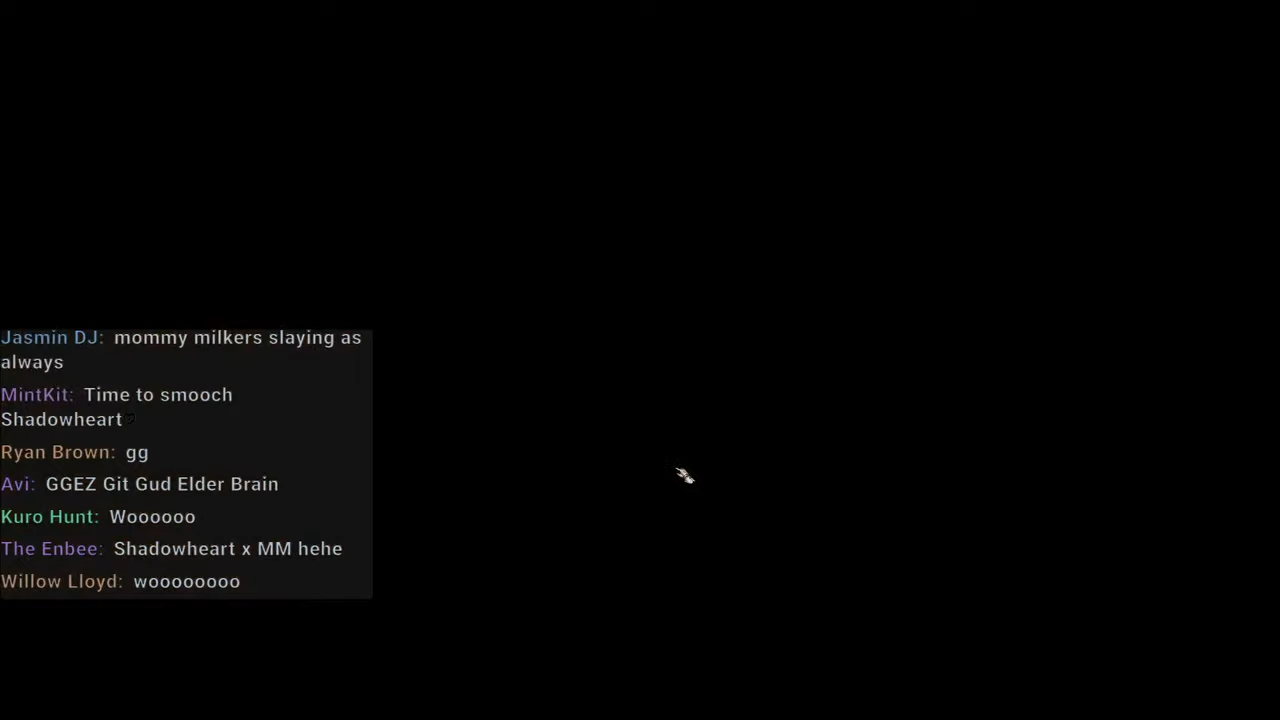 Jasmin DJ: mommy milkers slaying as
always
MintKit: Time to smooch
Shadowheart
Ryan Brown: gg
Avi: GGEZ Git Gud Elder Brain
Kuro Hunt: Woooooo
The Enbee: Shadowheart x MM hehe
Willow Lloyd: woooooooo